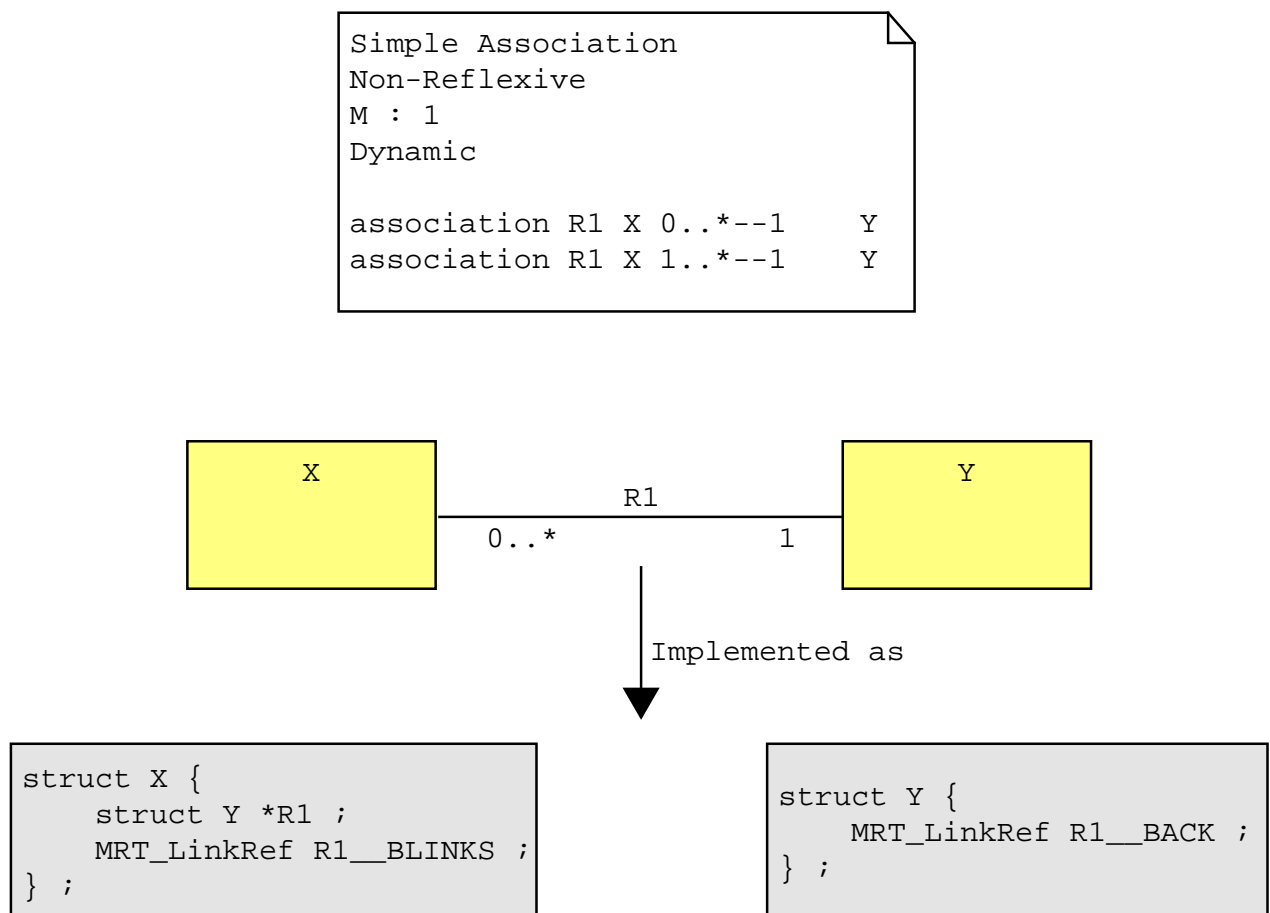 Simple Association
Non-Reflexive
M : 1
Dynamic
association R1 X 0..*--1    Y
association R1 X 1..*--1    Y
X
R1
Y
0..*
1
Implemented as
struct X {
    struct Y *R1 ;
    MRT_LinkRef R1__BLINKS ;
} ;
struct Y {
    MRT_LinkRef R1__BACK ;
} ;